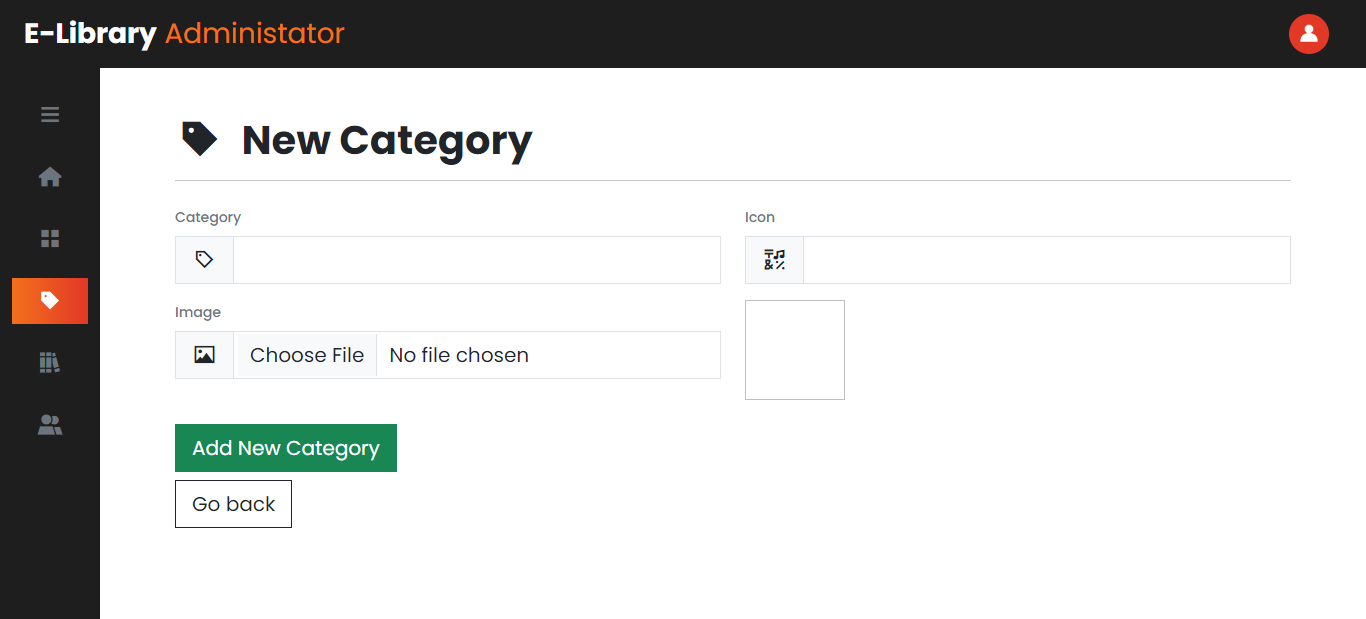 E-Library Administator
New Category
Category
Icon
Image
Choose File No file chosen
Add New Category
Go back